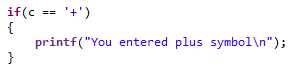 if(c == '+')
{
    printf("You entered plus symbol\n");
}